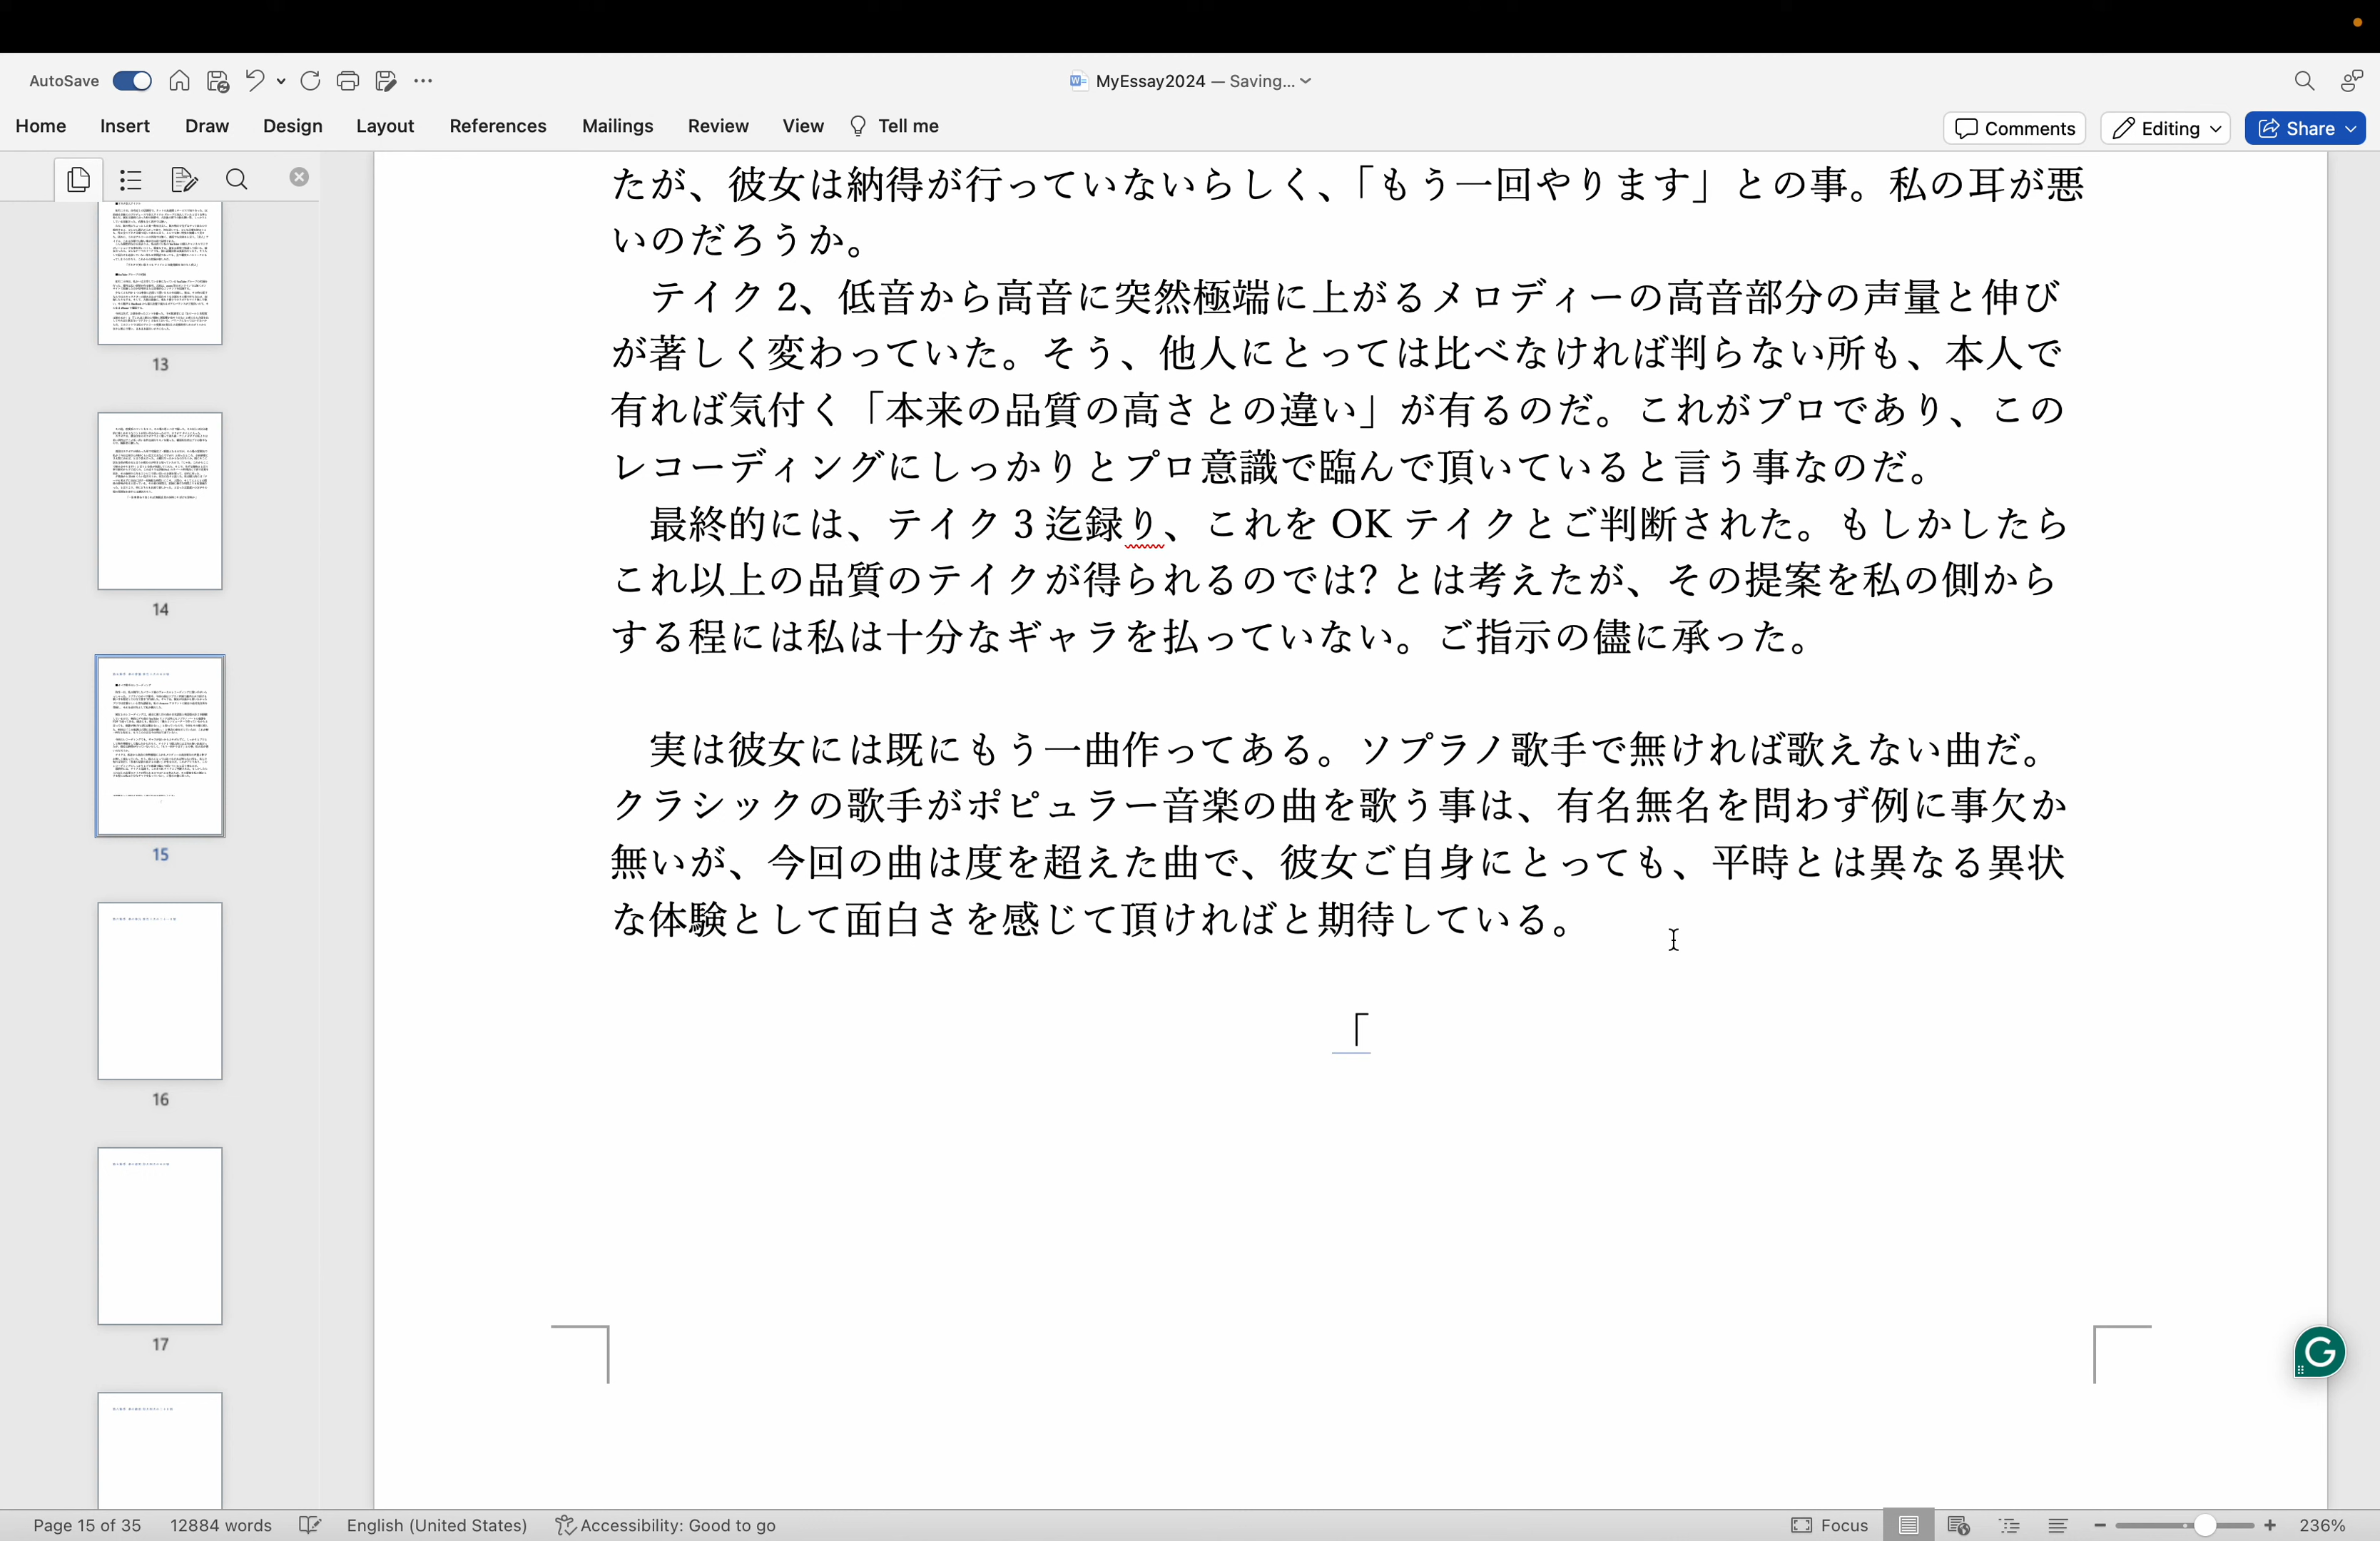 AutoSave
MyEssay2024 — Saving...
Home Insert Draw Design Layout References Mailings Review View Tell me
Comments Editing Share
たが、彼女は納得が行っていないらしく、「もう一回やります」との事。私の耳が悪
いのだろうか。
テイク 2、低音から高音に突然極端に上がるメロディーの高音部分の声量と伸び
が著しく変わっていた。そう、他人にとっては比べなければ判らない所も、本人で
有れば気付く「本来の品質の高さとの違い」が有るのだ。これがプロであり、この
レコーディングにしっかりとプロ意識で臨んで頂いていると言う事なのだ。
最終的には、テイク 3 迄録り、これを OK テイクとご判断された。もしかしたら
これ以上の品質のテイクが得られるのでは? とは考えたが、その提案を私の側から
する程には私は十分なギャラを払っていない。ご指示の儘に承った。
実は彼女には既にもう一曲作ってある。ソプラノ歌手で無ければ歌えない曲だ。
クラシックの歌手がポピュラー音楽の曲を歌う事は、有名無名を問わず例に事欠か
無いが、今回の曲は度を超えた曲で、彼女ご自身にとっても、平時とは異なる異状
な体験として面白さを感じて頂ければと期待している。
「
13
14
15
16
17
Page 15 of 35 12884 words English (United States) Accessibility: Good to go Focus 236%